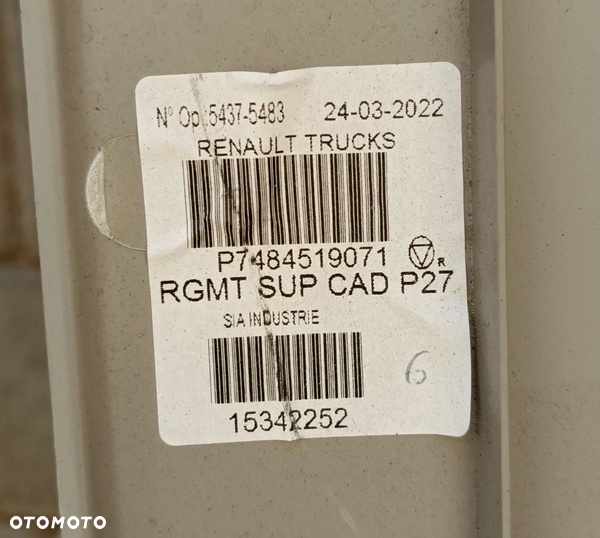 N° Op.:5437-5483 24-03-2022
RENAULT TRUCKS
P7484519071
R
RGMT SUP CAD P27
SIA INDUSTRIE
6
15342252
OTOMOTO